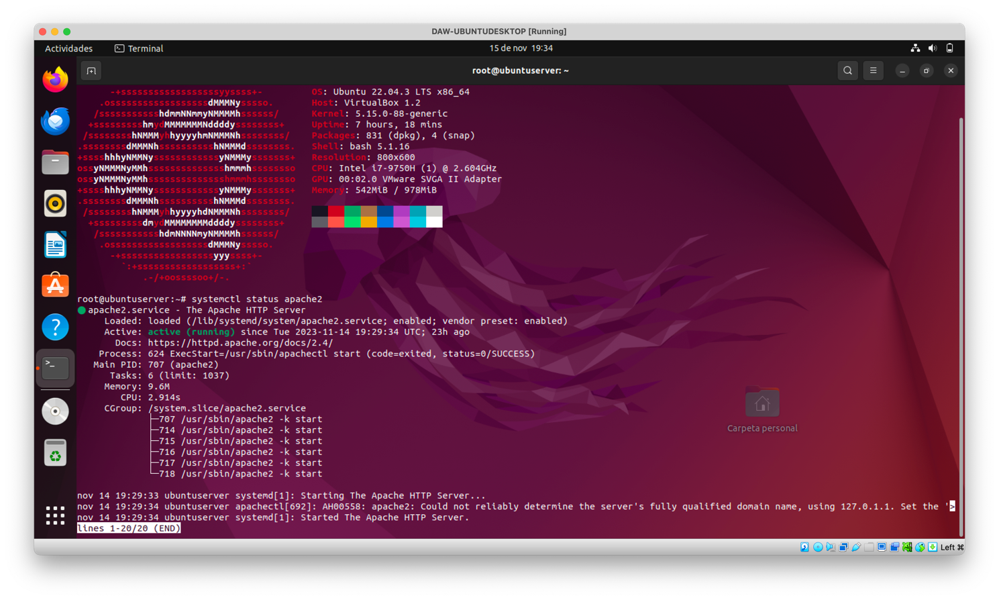 DAW-UBUNTUDESKTOP [Running]
Actividades Terminal 15 de nov 19:34
root@ubuntuserver: ~
-+sssssssssssssssssssyyssss+- OS: Ubuntu 22.04.3 LTS x86_64
.ossssssssssssssssssdMMMNysssso. Host: VirtualBox 1.2
/ssssssssssshdmmNNmmyNMMMMhssssss/ Kernel: 5.15.0-88-generic
+ssssssssshmydMMMMMMMNddddyssssssss+ Uptime: 7 hours, 18 mins
/sssssssshNMMMyhhyyyyhmNMMMNhssssssss/ Packages: 831 (dpkg), 4 (snap)
.ssssssssdMMMNhsssssssssshNMMMdssssssss. Shell: bash 5.1.16
+sssshhhyNMMNyssssssssssssyNMMMysssssss+ Resolution: 800x600
ossyNMMMNyMMhsssssssssssssshmmmhssssssso CPU: Intel i7-9750H (1) @ 2.604GHz
ossyNMMMNyMMhsssssssssssssshmmmhssssssso GPU: 00:02.0 VMware SVGA II Adapter
+sssshhhyNMMNyssssssssssssyNMMMysssssss+ Memory: 542MiB / 978MiB
.ssssssssdMMMNhsssssssssshNMMMdssssssss.
/sssssssshNMMMyhhyyyyhdNMMMNhssssssss/
+sssssssssdmydMMMMMMMMddddyssssssss+
/ssssssssssshdmNNNNmyNMMMMhssssss/
.ossssssssssssssssssdMMMNysssso.
-+sssssssssssssssssyyyssss+-
`:+ssssssssssssssssss+:`
.-/+oossssoo+/-.
root@ubuntuserver:~# systemctl status apache2
apache2.service - The Apache HTTP Server
Loaded: loaded (/lib/systemd/system/apache2.service; enabled; vendor preset: enabled)
Active: active (running) since Tue 2023-11-14 19:29:34 UTC; 23h ago
Docs: https://httpd.apache.org/docs/2.4/
Process: 624 ExecStart=/usr/sbin/apachectl start (code=exited, status=0/SUCCESS)
Main PID: 707 (apache2)
Tasks: 6 (limit: 1037)
Memory: 9.6M
CPU: 2.914s
CGroup: /system.slice/apache2.service
├─707 /usr/sbin/apache2 -k start
├─714 /usr/sbin/apache2 -k start
├─715 /usr/sbin/apache2 -k start
├─716 /usr/sbin/apache2 -k start
├─717 /usr/sbin/apache2 -k start
└─718 /usr/sbin/apache2 -k start
Carpeta personal
nov 14 19:29:33 ubuntuserver systemd[1]: Starting The Apache HTTP Server...
nov 14 19:29:34 ubuntuserver apachectl[692]: AH00558: apache2: Could not reliably determine the server's fully qualified domain name, using 127.0.1.1. Set the '>
nov 14 19:29:34 ubuntuserver systemd[1]: Started The Apache HTTP Server.
lines 1-20/20 (END)
Left ⌘